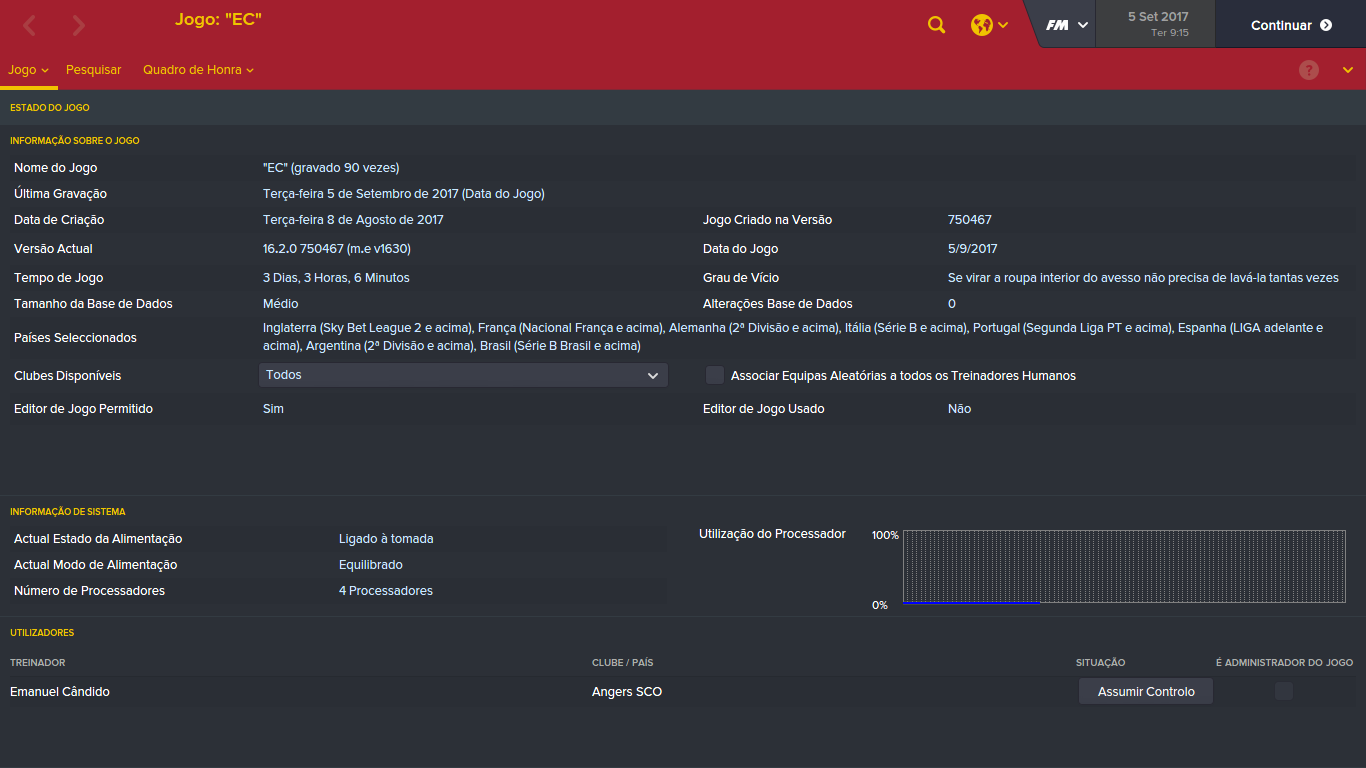 Jogo: "EC"
FM
5 Set 2017
Ter 9:15
Continuar
Jogo
Pesquisar
Quadro de Honra
?
ESTADO DO JOGO
INFORMAÇÃO SOBRE O JOGO
Nome do Jogo "EC" (gravado 90 vezes)
Última Gravação Terça-feira 5 de Setembro de 2017 (Data do Jogo)
Data de Criação Terça-feira 8 de Agosto de 2017 Jogo Criado na Versão 750467
Versão Actual 16.2.0 750467 (m.e v1630) Data do Jogo 5/9/2017
Tempo de Jogo 3 Dias, 3 Horas, 6 Minutos Grau de Vício Se virar a roupa interior do avesso não precisa de lavá-la tantas vezes
Tamanho da Base de Dados Médio Alterações Base de Dados 0
Países Seleccionados Inglaterra (Sky Bet League 2 e acima), França (Nacional França e acima), Alemanha (2ª Divisão e acima), Itália (Série B e acima), Portugal (Segunda Liga PT e acima), Espanha (LIGA adelante e
acima), Argentina (2ª Divisão e acima), Brasil (Série B Brasil e acima)
Clubes Disponíveis Todos Associar Equipas Aleatórias a todos os Treinadores Humanos
Editor de Jogo Permitido Sim Editor de Jogo Usado Não
INFORMAÇÃO DE SISTEMA
Actual Estado da Alimentação Ligado à tomada Utilização do Processador 100%
Actual Modo de Alimentação Equilibrado
Número de Processadores 4 Processadores
0%
UTILIZADORES
TREINADOR CLUBE / PAÍS SITUAÇÃO É ADMINISTRADOR DO JOGO
Emanuel Cândido Angers SCO Assumir Controlo